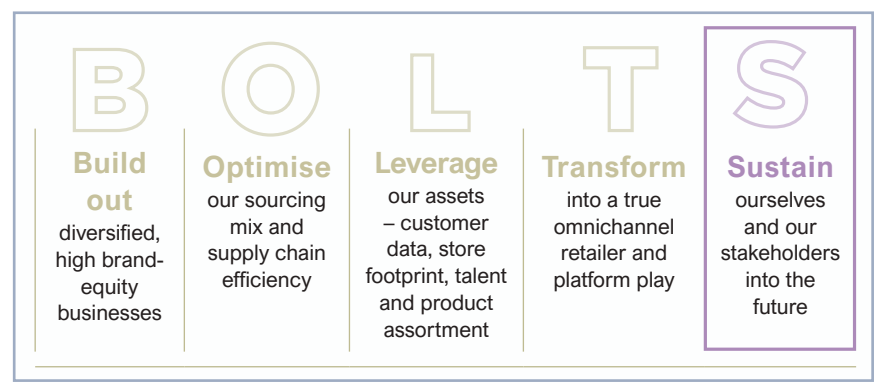 B
Build
out
diversified,
high brand-
equity
businesses
O
Optimise
our sourcing
mix and
supply chain
efficiency
L
Leverage
our assets
– customer
data, store
footprint, talent
and product
assortment
T
Transform
into a true
omnichannel
retailer and
platform play
S
Sustain
ourselves
and our
stakeholders
into the
future